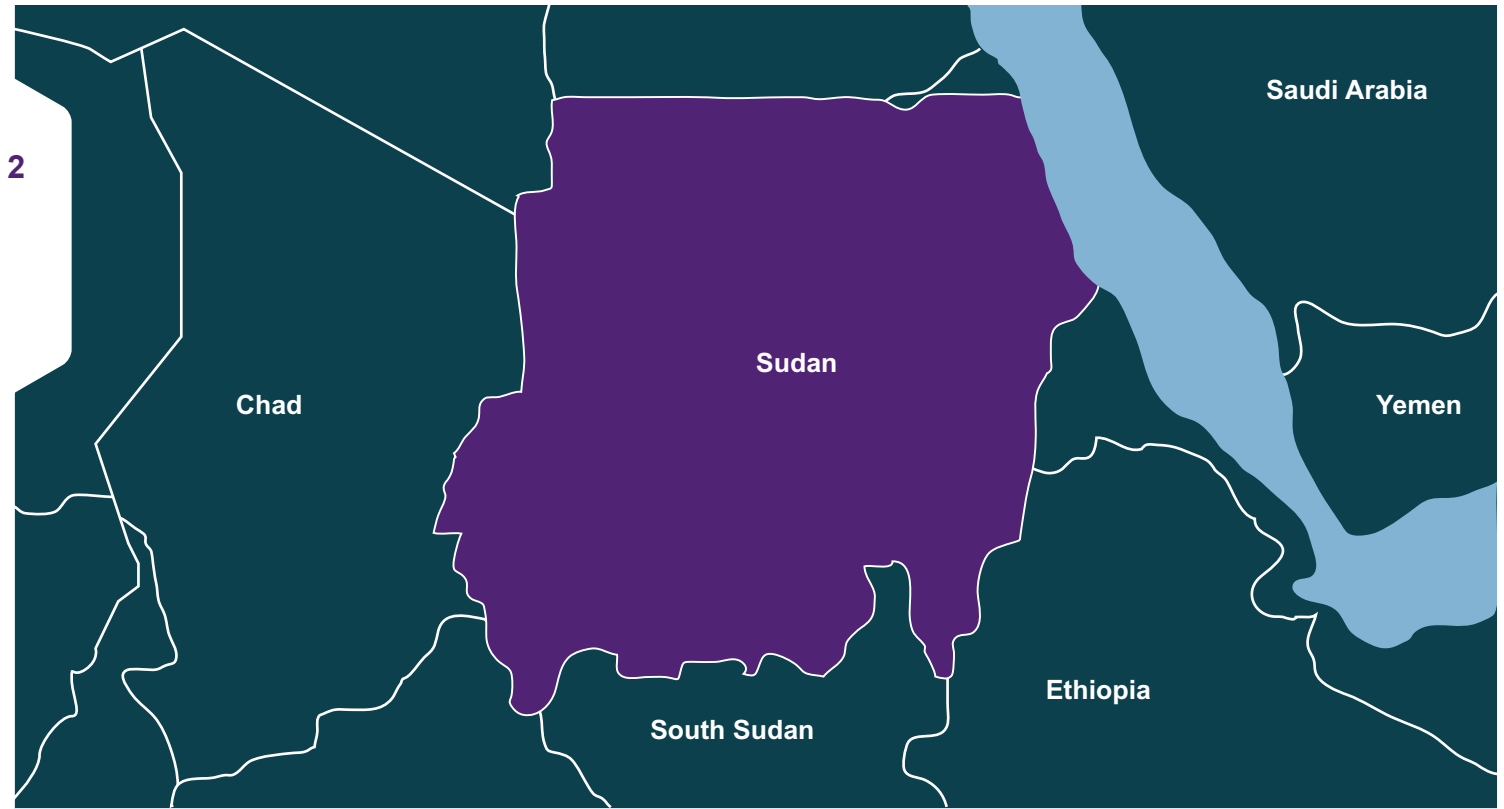 Saudi Arabia
2
Sudan
Chad
Yemen
Ethiopia
South Sudan